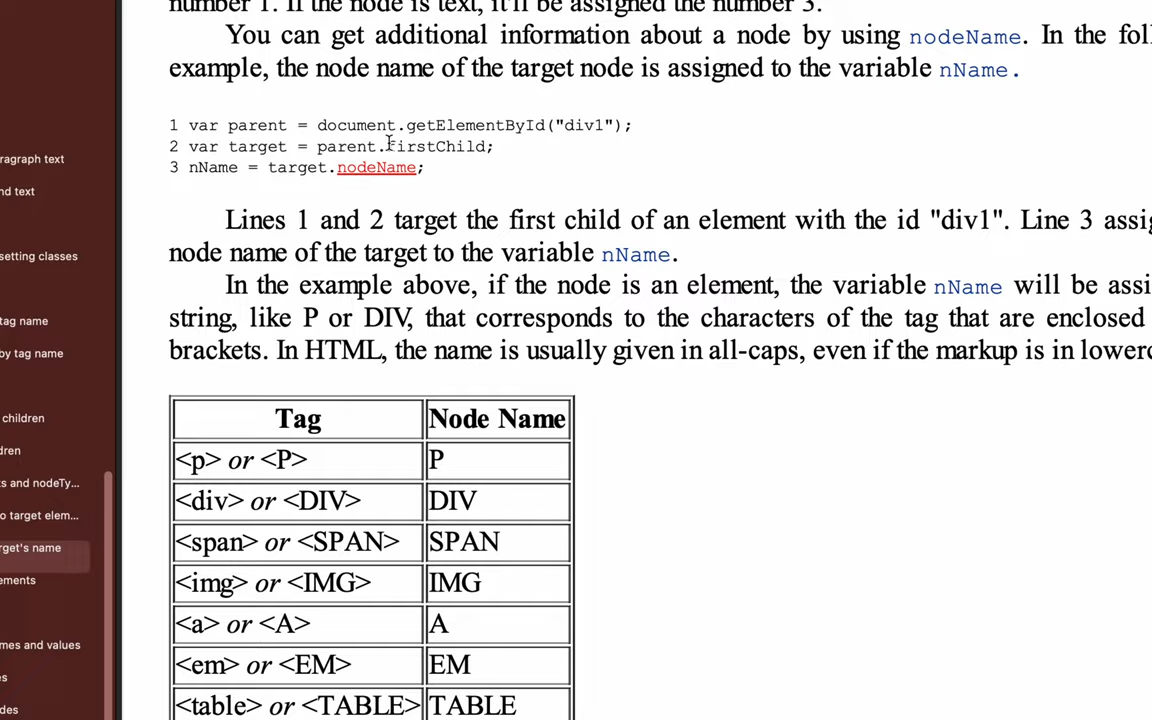 number 1. If the node is text, it'll be assigned the number 3.
You can get additional information about a node by using nodeName. In the foll
example, the node name of the target node is assigned to the variable nName.
1 var parent = document.getElementById("div1");
2 var target = parent.firstChild;
3 nName = target.nodeName;
Lines 1 and 2 target the first child of an element with the id "div1". Line 3 assig
node name of the target to the variable nName.
In the example above, if the node is an element, the variable nName will be assi
string, like P or DIV, that corresponds to the characters of the tag that are enclosed
brackets. In HTML, the name is usually given in all-caps, even if the markup is in lowerc
Tag Node Name
<p> or <P> P
<div> or <DIV> DIV
<span> or <SPAN> SPAN
<img> or <IMG> IMG
<a> or <A> A
<em> or <EM> EM
<table> or <TABLE> TABLE
ragraph text
nd text
setting classes
tag name
by tag name
children
dren
ts and nodeTy...
o target elem...
rget's name
ements
mes and values
es
des